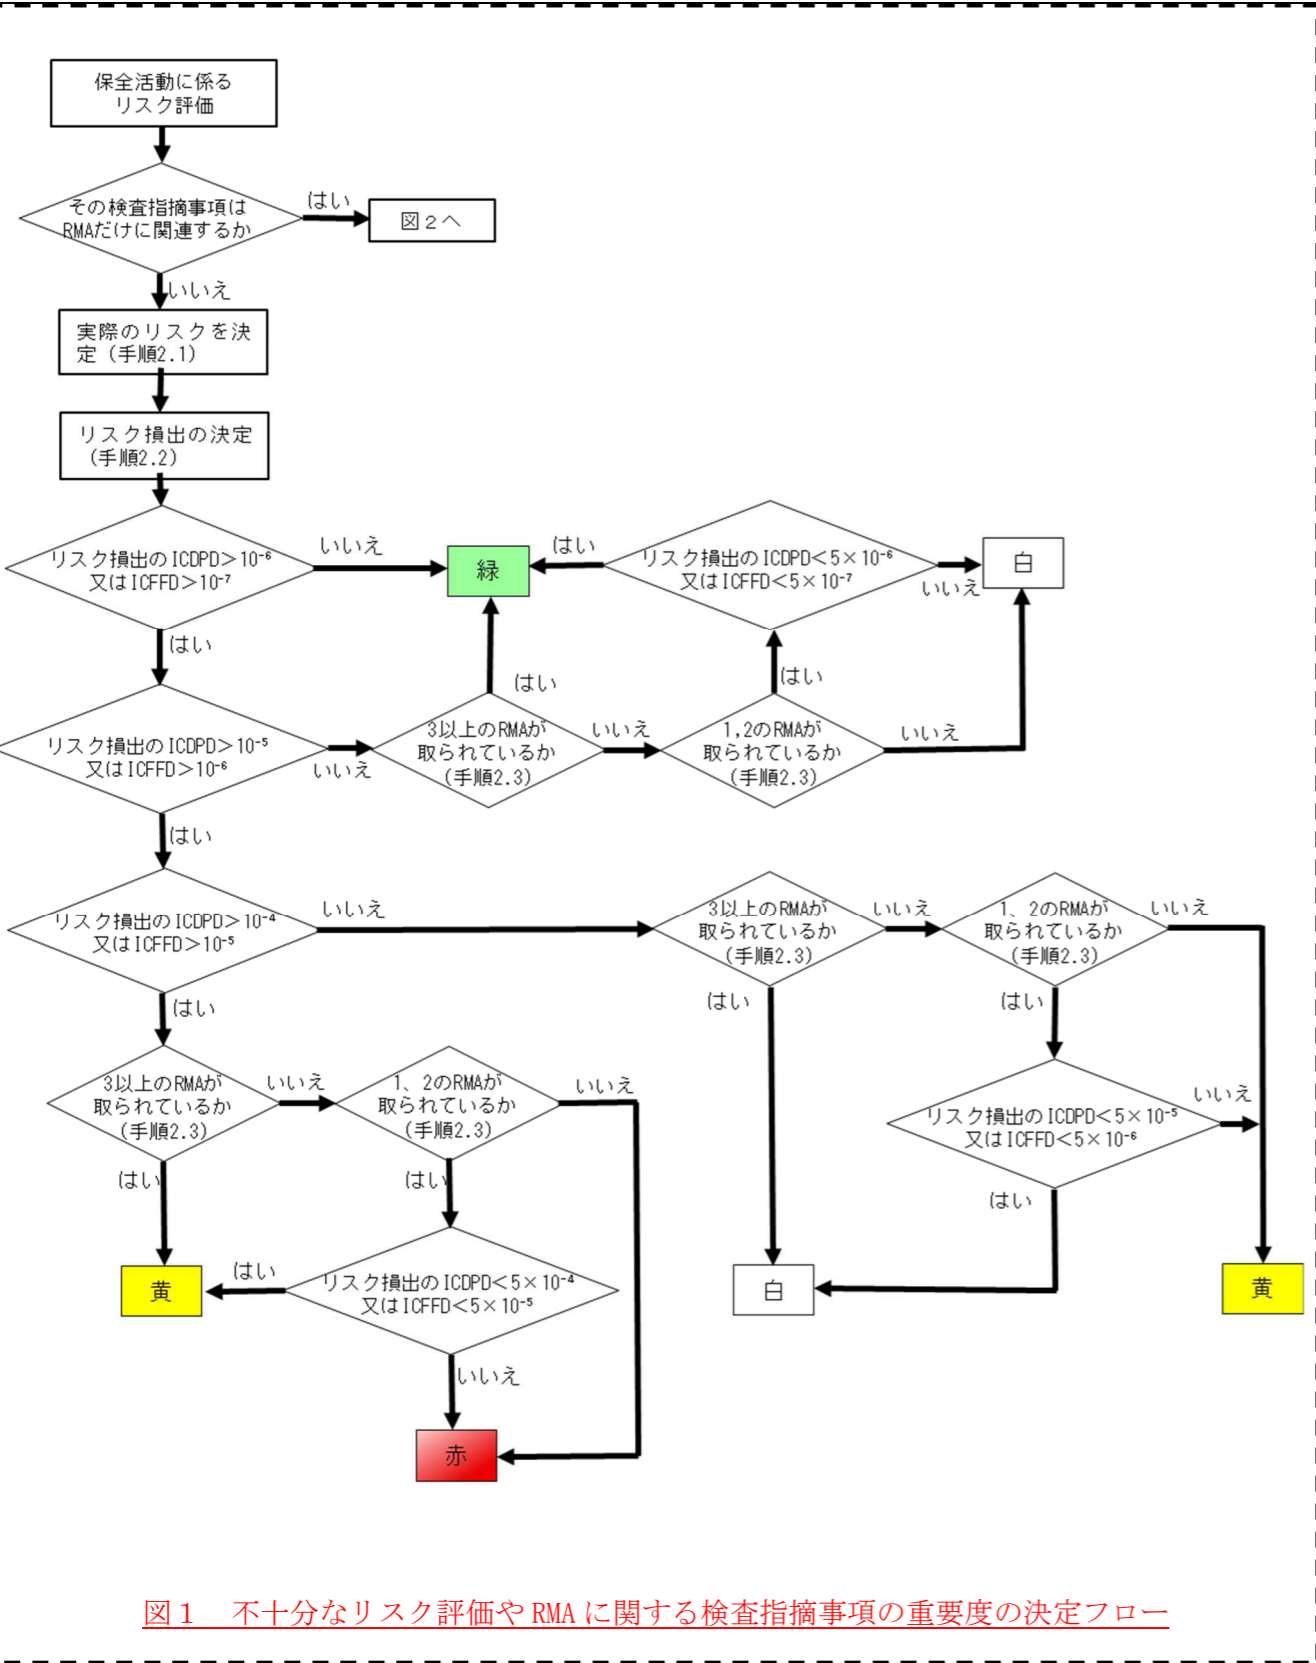 保全活動に係る
リスク評価
その検査指摘事項は
RMAだけに関連するか
はい
図2へ
いいえ
実際のリスクを決
定（手順2.1）
リスク損出の決定
（手順2.2）
リスク損出のICDPD＞10⁻⁶
又はICFFD＞10⁻⁷
いいえ
緑
はい
リスク損出のICDPD＜5×10⁻⁶
又はICFFD＜5×10⁻⁷
いいえ
白
はい
はい
はい
リスク損出のICDPD＞10⁻⁵
又はICFFD＞10⁻⁶
いいえ
3以上のRMAが
取られているか
（手順2.3）
いいえ
1,2のRMAが
取られているか
（手順2.3）
いいえ
はい
リスク損出のICDPD＞10⁻⁴
又はICFFD＞10⁻⁵
いいえ
3以上のRMAが
取られているか
（手順2.3）
いいえ
1、2のRMAが
取られているか
（手順2.3）
いいえ
はい
はい
はい
3以上のRMAが
取られているか
（手順2.3）
いいえ
1、2のRMAが
取られているか
（手順2.3）
いいえ
リスク損出のICDPD＜5×10⁻⁵
又はICFFD＜5×10⁻⁶
いいえ
はい
はい
はい
黄
はい
リスク損出のICDPD＜5×10⁻⁴
又はICFFD＜5×10⁻⁵
白
黄
いいえ
赤
図１　不十分なリスク評価や RMA に関する検査指摘事項の重要度の決定フロー